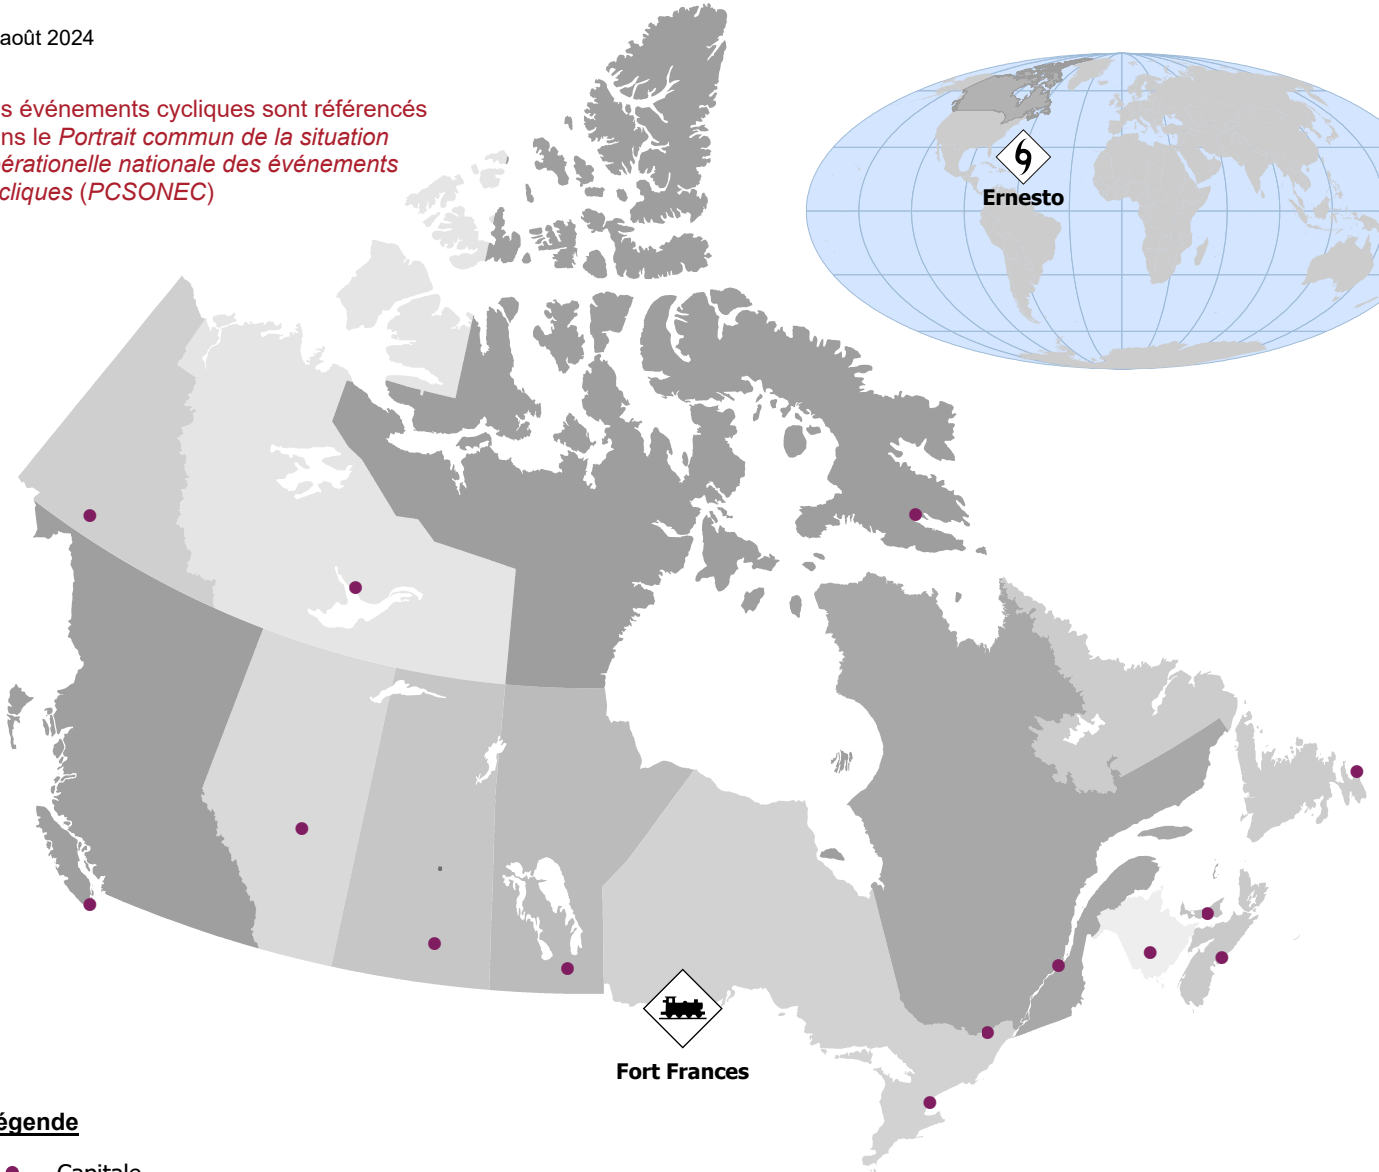 août 2024
s événements cycliques sont référencés
ns le Portrait commun de la situation
érationelle nationale des événements
cliques (PCSONEC)
Ernesto
Fort Frances
égende
Capitale